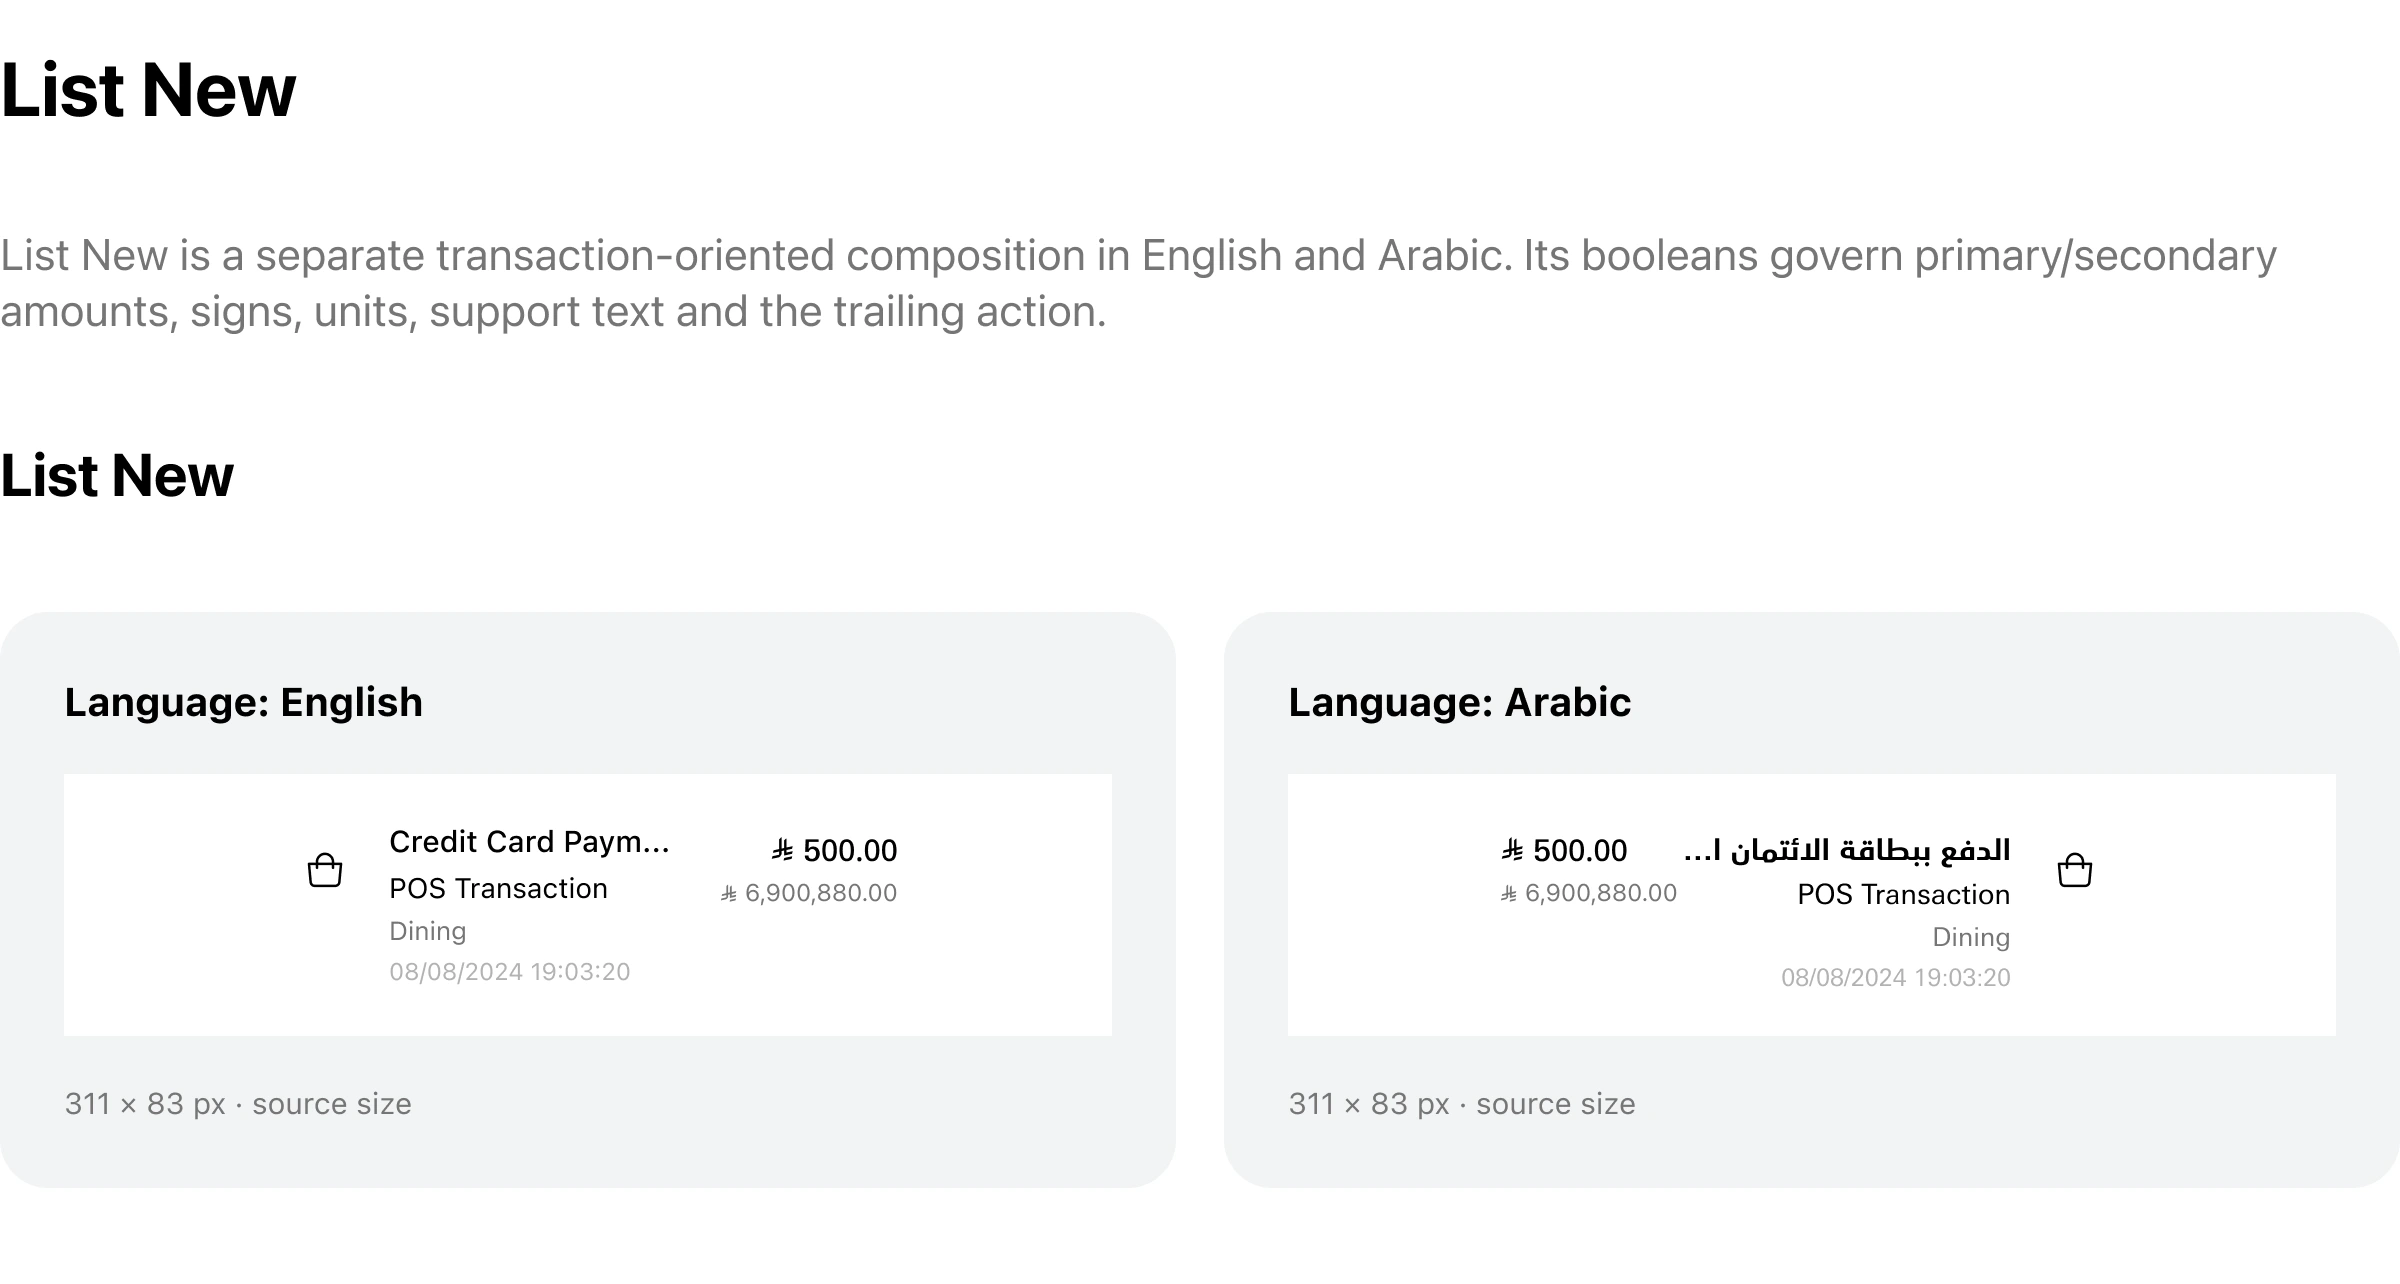 List New
List New is a separate transaction-oriented composition in English and Arabic. Its booleans govern primary/secondary
amounts, signs, units, support text and the trailing action.
List New
Language: English
Credit Card Paym...
POS Transaction
Dining
08/08/2024 19:03:20
⃁ 500.00
⃁ 6,900,880.00
311 × 83 px · source size
Language: Arabic
الدفع ببطاقة الائتمان ا...
POS Transaction
Dining
08/08/2024 19:03:20
⃁ 500.00
⃁ 6,900,880.00
311 × 83 px · source size